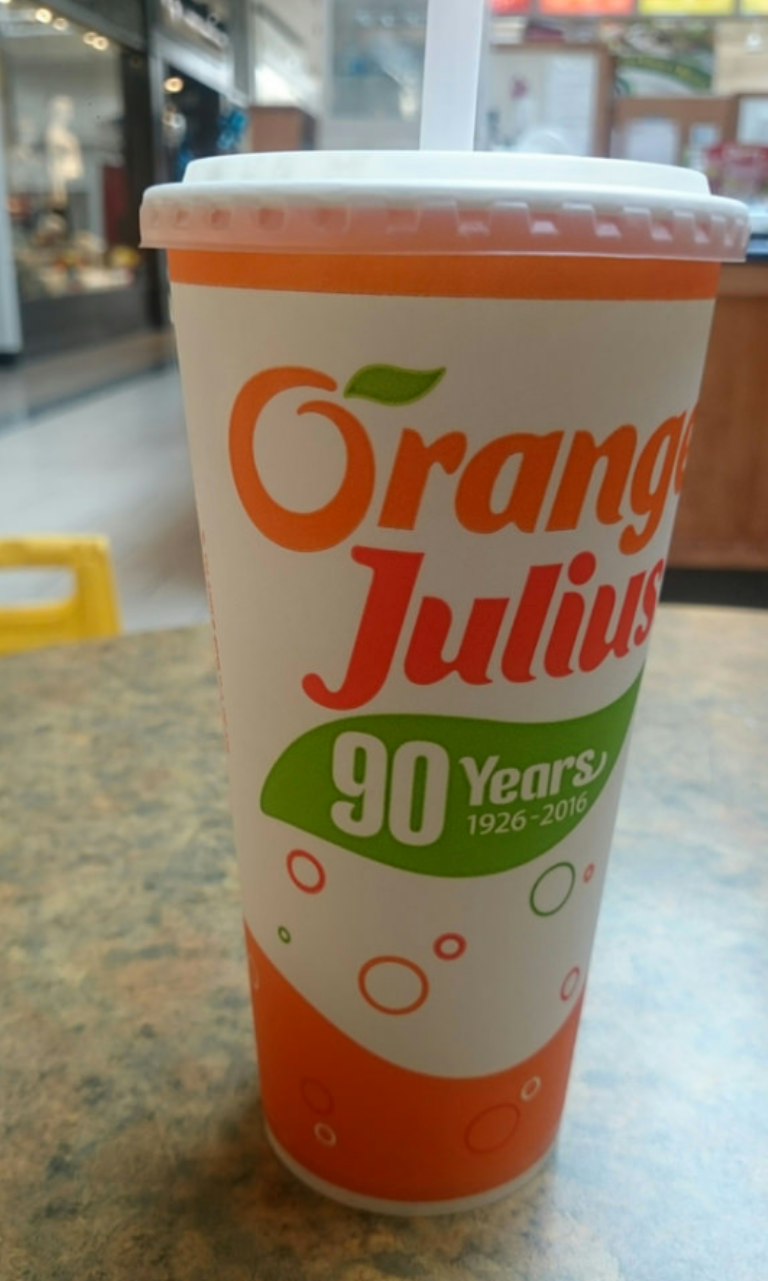 Orange
Julius
90 Years
1926-2016